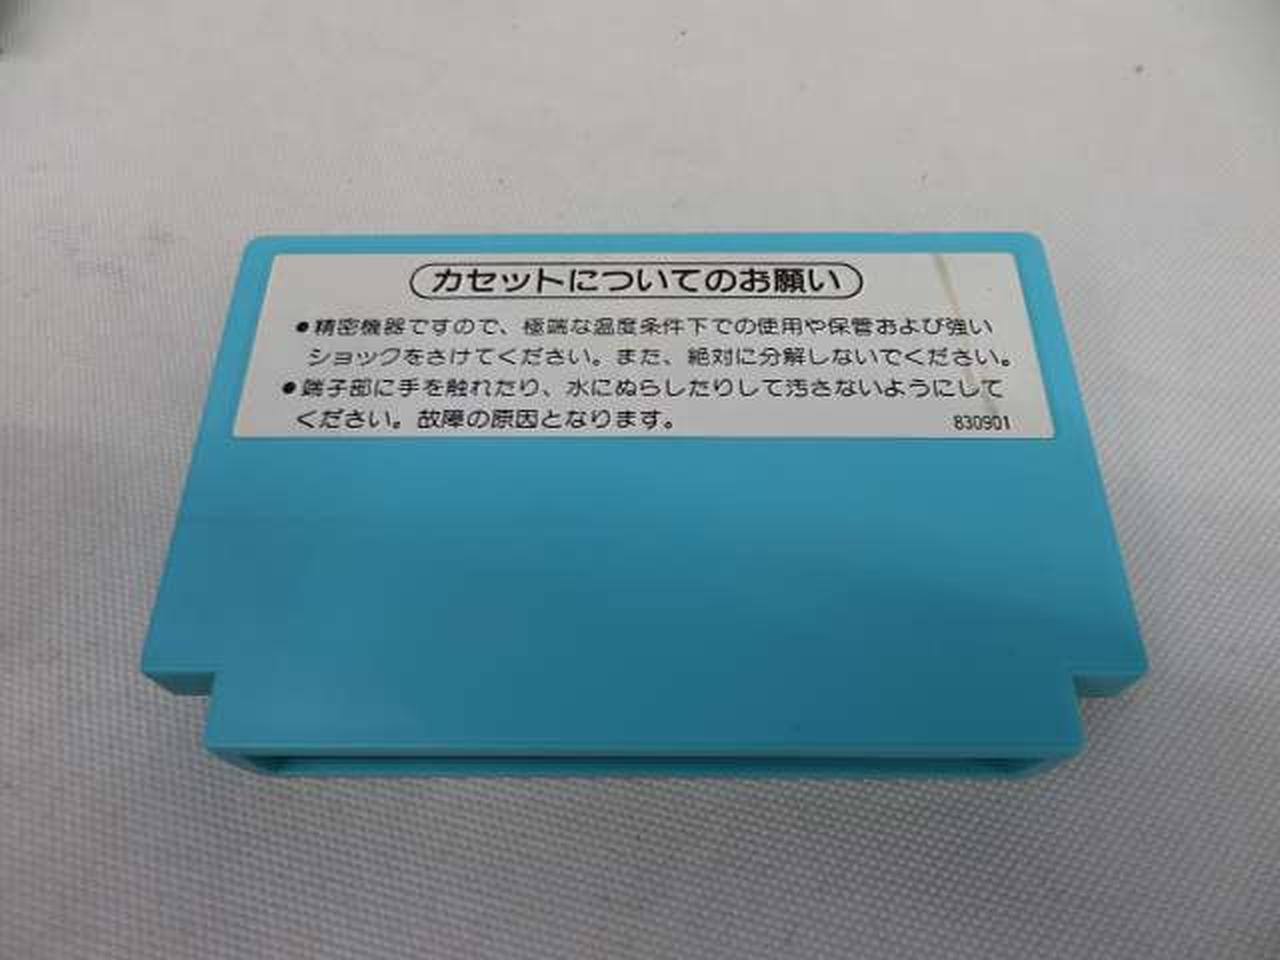 カセットについてのお願い
●精密機器ですので、極端な温度条件下での使用や保管および強い
ショックをさけてください。また、絶対に分解しないでください。
●端子部に手を触れたり、水にぬらしたりして汚さないようにして
ください。故障の原因となります。
830901